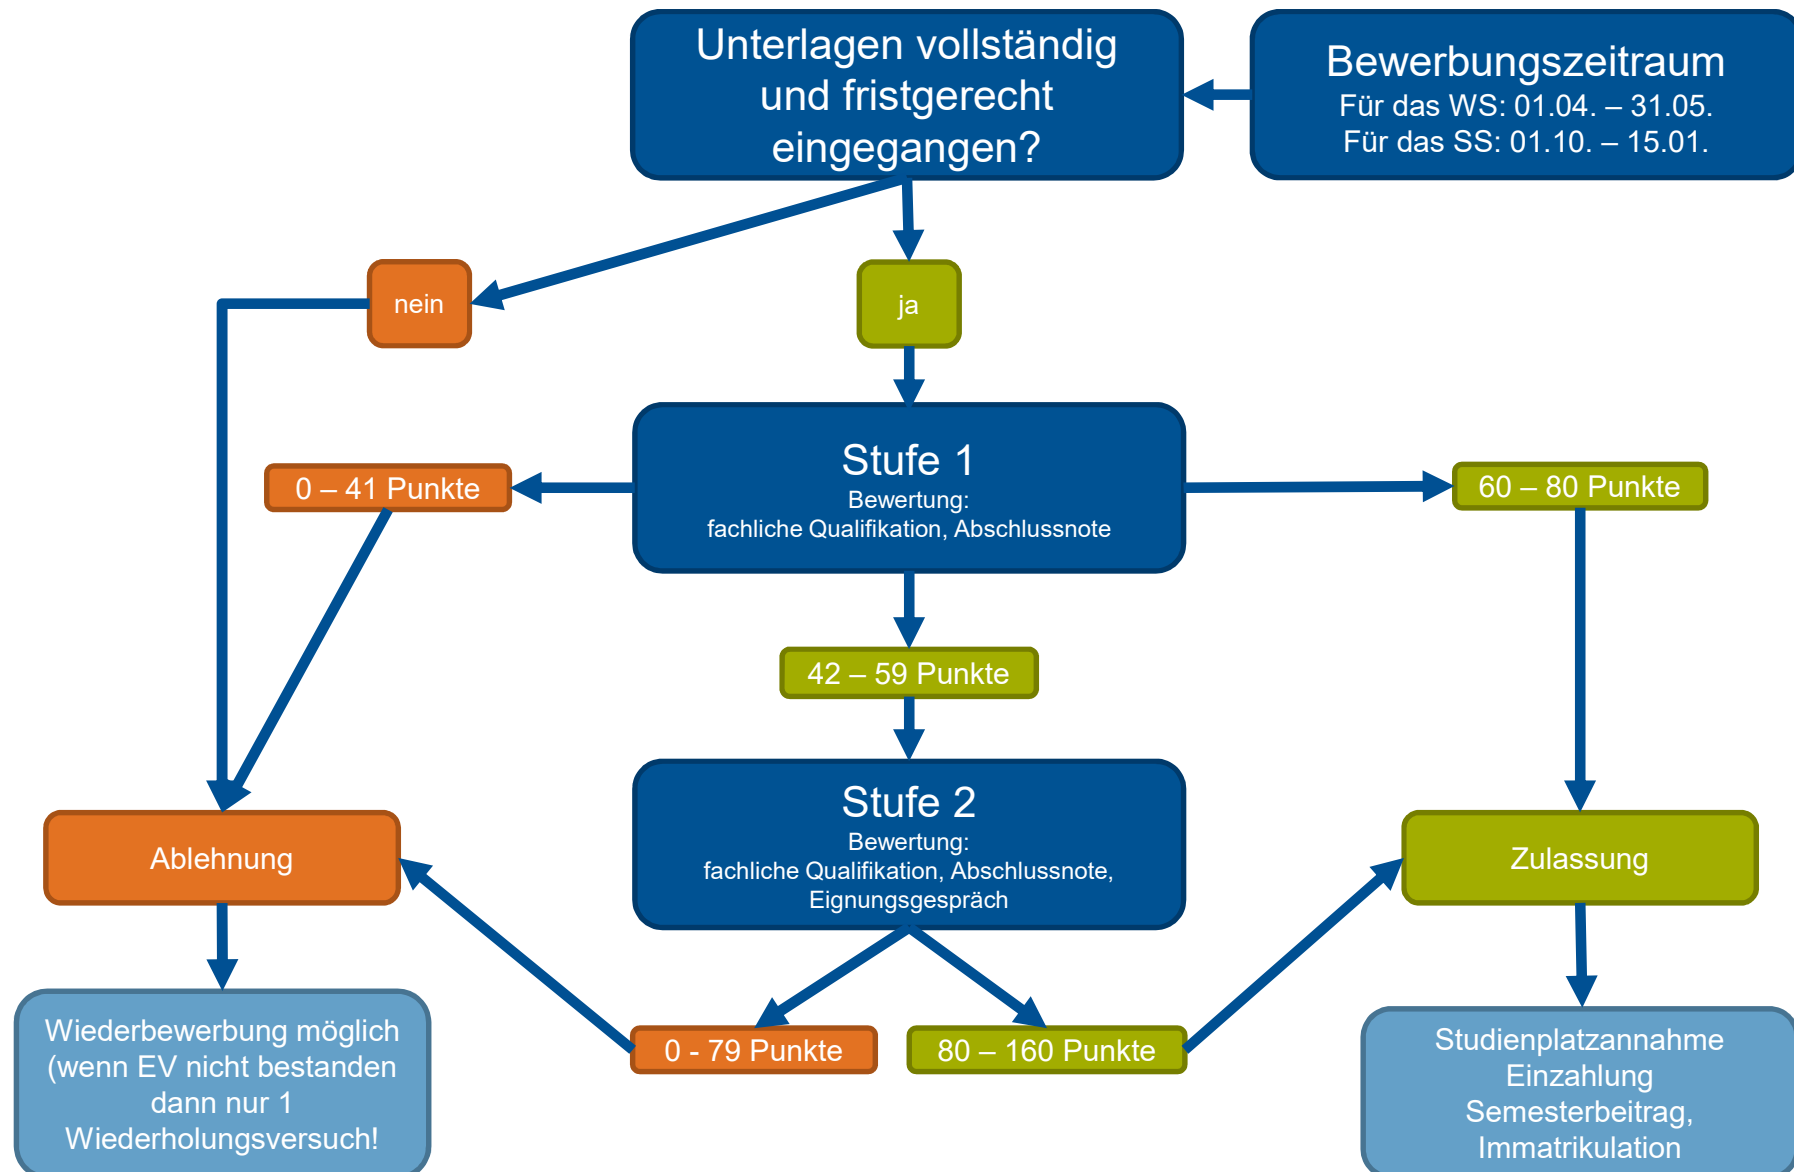 Unterlagen vollständig
und fristgerecht
eingegangen?
Bewerbungszeitraum
Für das WS: 01.04. – 31.05.
Für das SS: 01.10. – 15.01.
nein
ja
Stufe 1
Bewertung:
fachliche Qualifikation, Abschlussnote
0 – 41 Punkte
60 – 80 Punkte
42 – 59 Punkte
Stufe 2
Bewertung:
fachliche Qualifikation, Abschlussnote,
Eignungsgespräch
Ablehnung
Zulassung
0 - 79 Punkte
80 – 160 Punkte
Wiederbewerbung möglich
(wenn EV nicht bestanden
dann nur 1
Wiederholungsversuch!
Studienplatzannahme
Einzahlung
Semesterbeitrag,
Immatrikulation